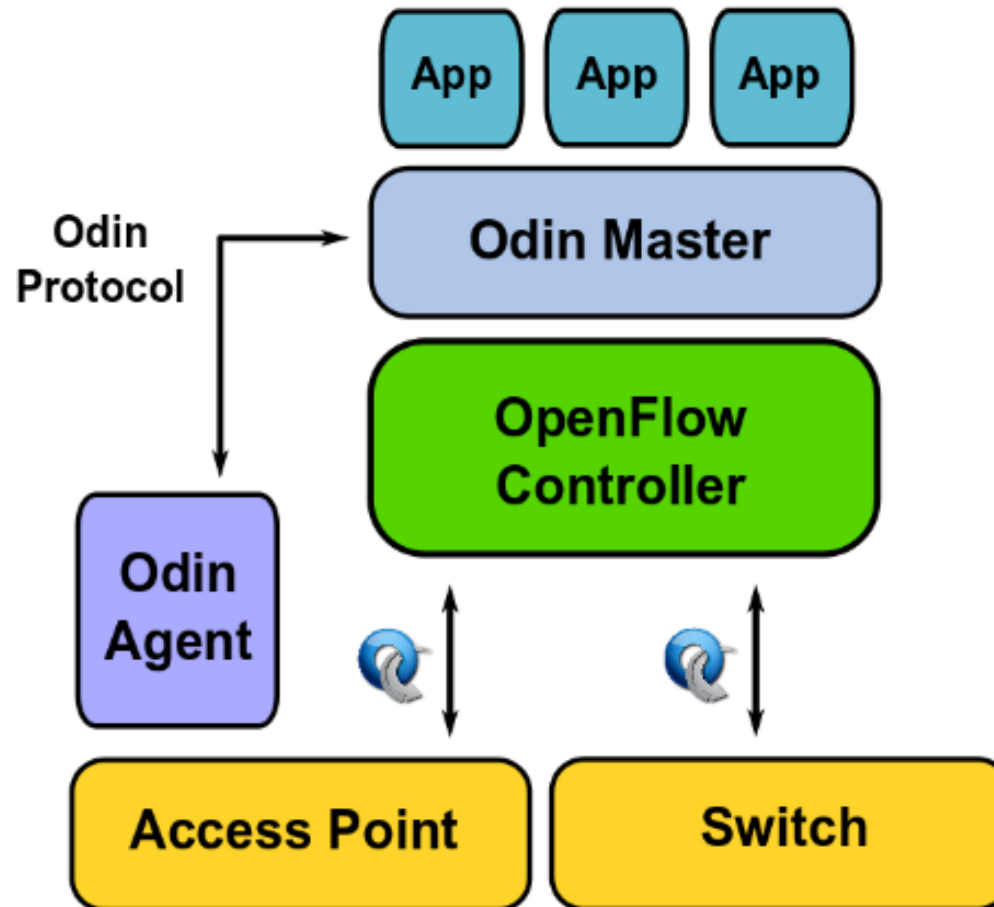 App App App
Odin
Protocol
Odin Master
OpenFlow
Controller
Odin
Agent
Access Point
Switch